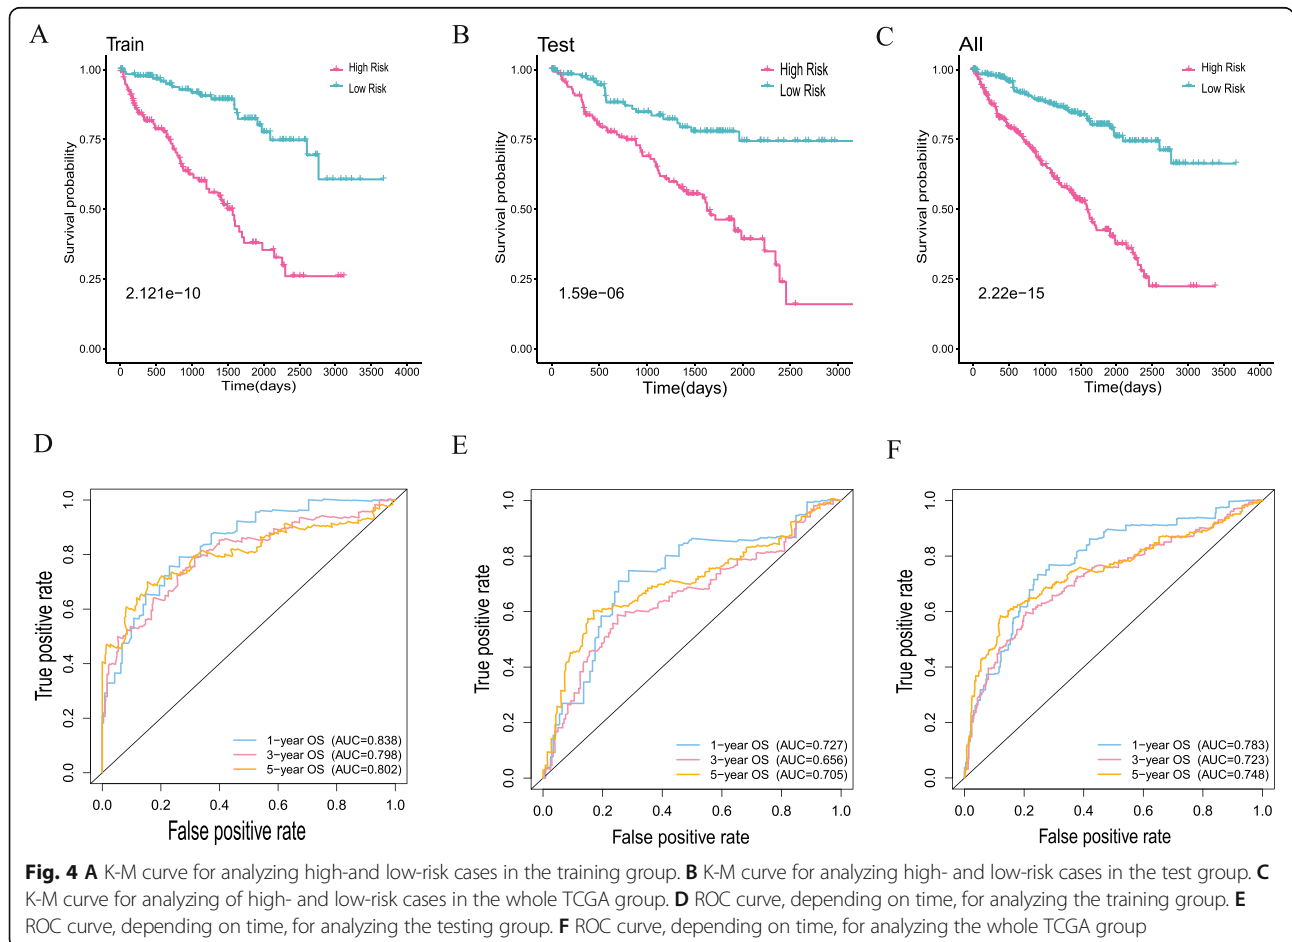 A
Train
High Risk
Low Risk
1.00
0.75
0.50
0.25
0.00
Survival probability
2.121e−10
0 500 1000 1500 2000 2500 3000 3500 4000
Time(days)
B
Test
High Risk
Low Risk
1.00
0.75
0.50
0.25
0.00
Survival probability
1.59e−06
0 500 1000 1500 2000 2500 3000
Time(days)
C
All
High Risk
Low Risk
1.00
0.75
0.50
0.25
0.00
Survival probability
2.22e−15
0 500 1000 1500 2000 2500 3000 3500 4000
Time(days)
D
1.0
0.8
0.6
0.4
0.2
0.0
True positive rate
1−year OS (AUC=0.838)
3−year OS (AUC=0.798)
5−year OS (AUC=0.802)
0.0 0.2 0.4 0.6 0.8 1.0
False positive rate
E
1.0
0.8
0.6
0.4
0.2
0.0
True positive rate
1−year OS (AUC=0.727)
3−year OS (AUC=0.656)
5−year OS (AUC=0.705)
0.0 0.2 0.4 0.6 0.8 1.0
False positive rate
F
1.0
0.8
0.6
0.4
0.2
0.0
True positive rate
1−year OS (AUC=0.783)
3−year OS (AUC=0.723)
5−year OS (AUC=0.748)
0.0 0.2 0.4 0.6 0.8 1.0
False positive rate
Fig. 4 A K-M curve for analyzing high-and low-risk cases in the training group. B K-M curve for analyzing high- and low-risk cases in the test group. C
K-M curve for analyzing of high- and low-risk cases in the whole TCGA group. D ROC curve, depending on time, for analyzing the training group. E
ROC curve, depending on time, for analyzing the testing group. F ROC curve, depending on time, for analyzing the whole TCGA group